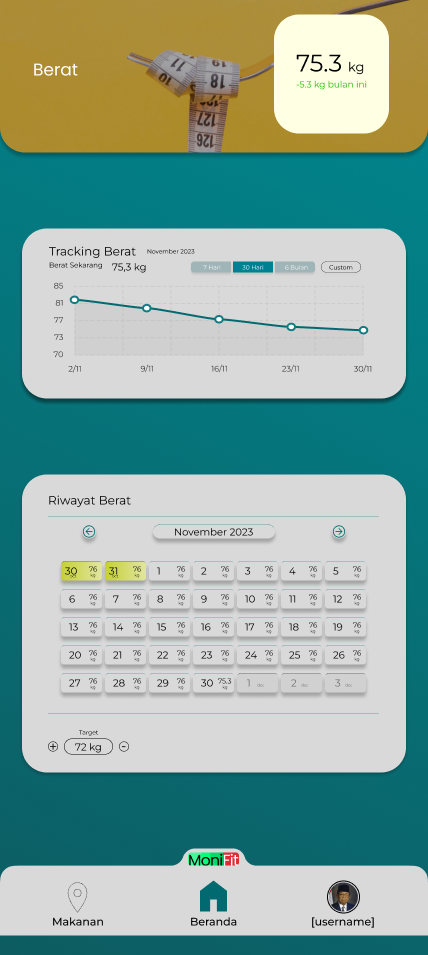 Berat
75.3 kg
-5.3 kg bulan ini
11
19
18
126
127
126
Tracking Berat November 2023
Berat Sekarang 75,3 kg
7 Hari 30 Hari 6 Bulan Custom
85
81
77
73
70
2/11 9/11 16/11 23/11 30/11
Riwayat Berat
November 2023
30 76 kg 31 76 kg 1 76 kg 2 76 kg 3 76 kg 4 76 kg 5 76 kg
6 76 kg 7 76 kg 8 76 kg 9 76 kg 10 76 kg 11 76 kg 12 76 kg
13 76 kg 14 76 kg 15 76 kg 16 76 kg 17 76 kg 18 76 kg 19 76 kg
20 76 kg 21 76 kg 22 76 kg 23 76 kg 24 76 kg 25 76 kg 26 76 kg
27 76 kg 28 76 kg 29 76 kg 30 75.3 kg 1 2 3
Target
72 kg
MoniFit
Makanan Beranda [username]